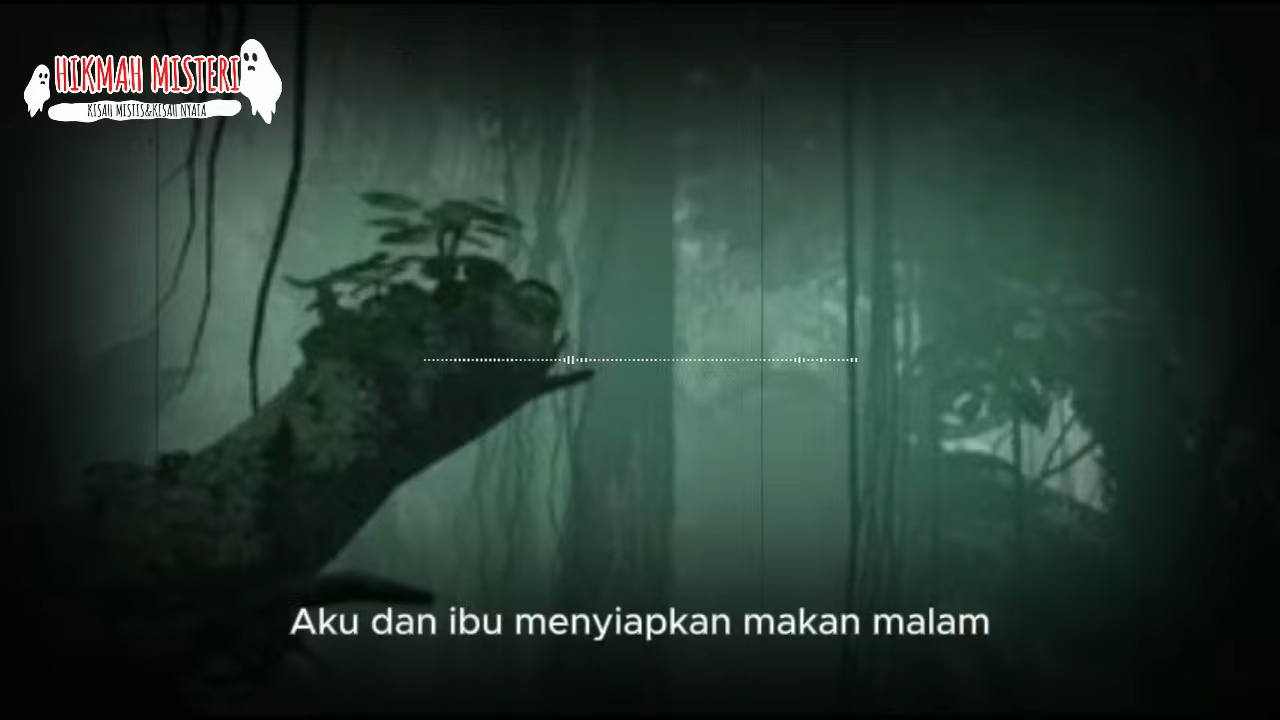 HIKMAH MISTERI
KISAH MISTIS&KISAH NYATA
Aku dan ibu menyiapkan makan malam